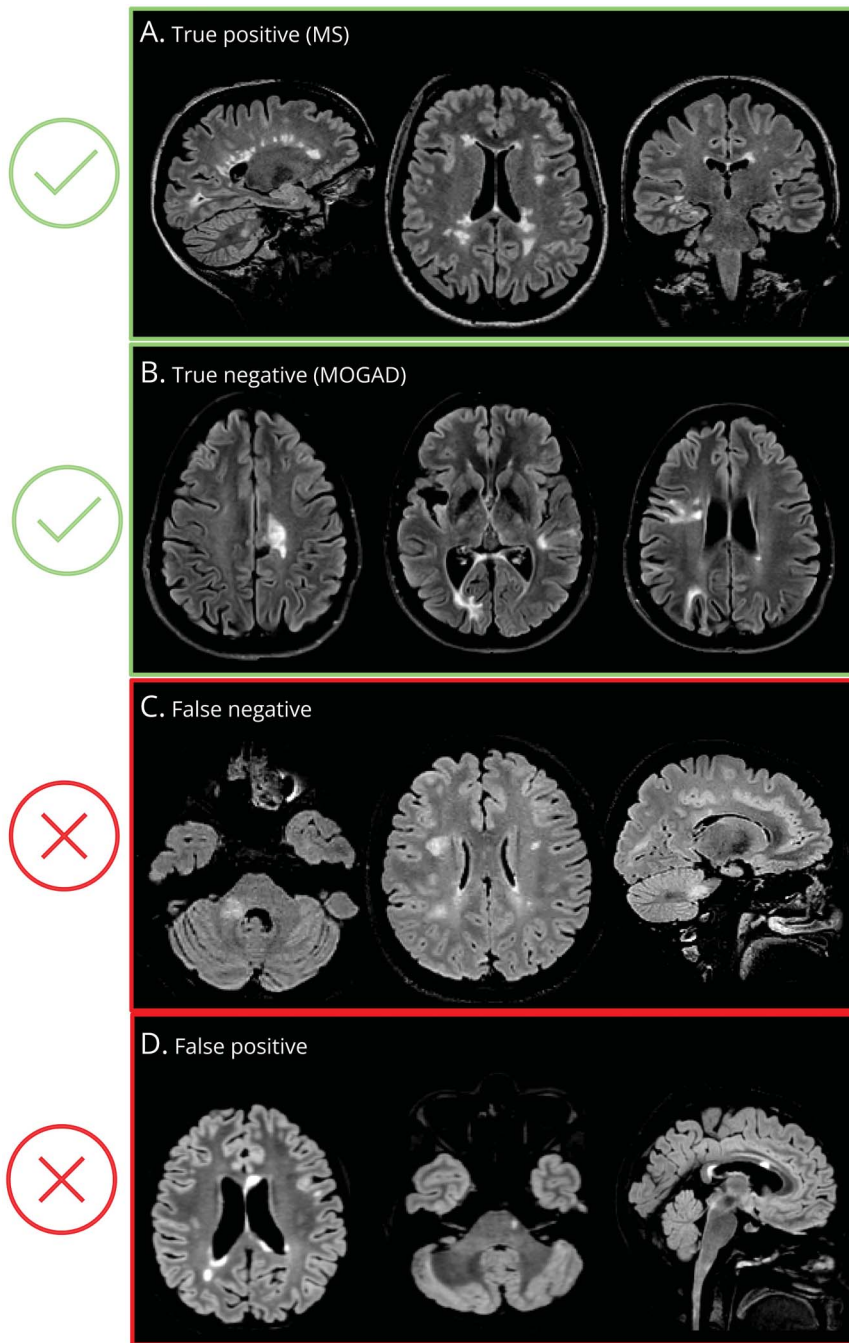 A. True positive (MS)
B. True negative (MOGAD)
C. False negative
D. False positive